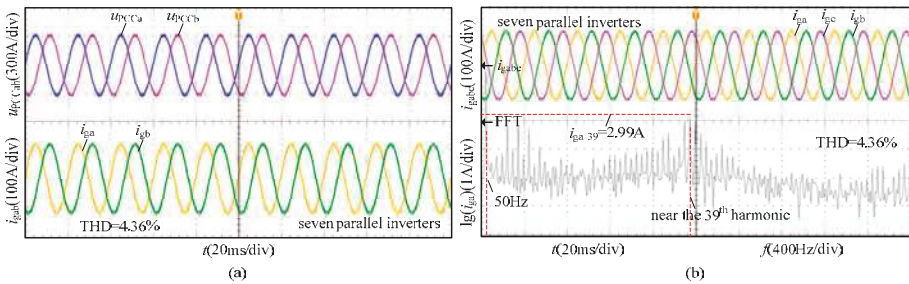 u_PCCa u_PCCb
u_PCCab(300A/div)
i_ga i_gb
i_gab(100A/div)
THD=4.36% seven parallel inverters
t(20ms/div)
(a)
seven parallel inverters i_ga i_gc i_gb
i_gabc(100A/div)
i_gabc
FFT
i_ga 39=2.99A
THD=4.36%
lg(i_ga)(1A/div)
50Hz
near the 39th harmonic
t(20ms/div) f(400Hz/div)
(b)